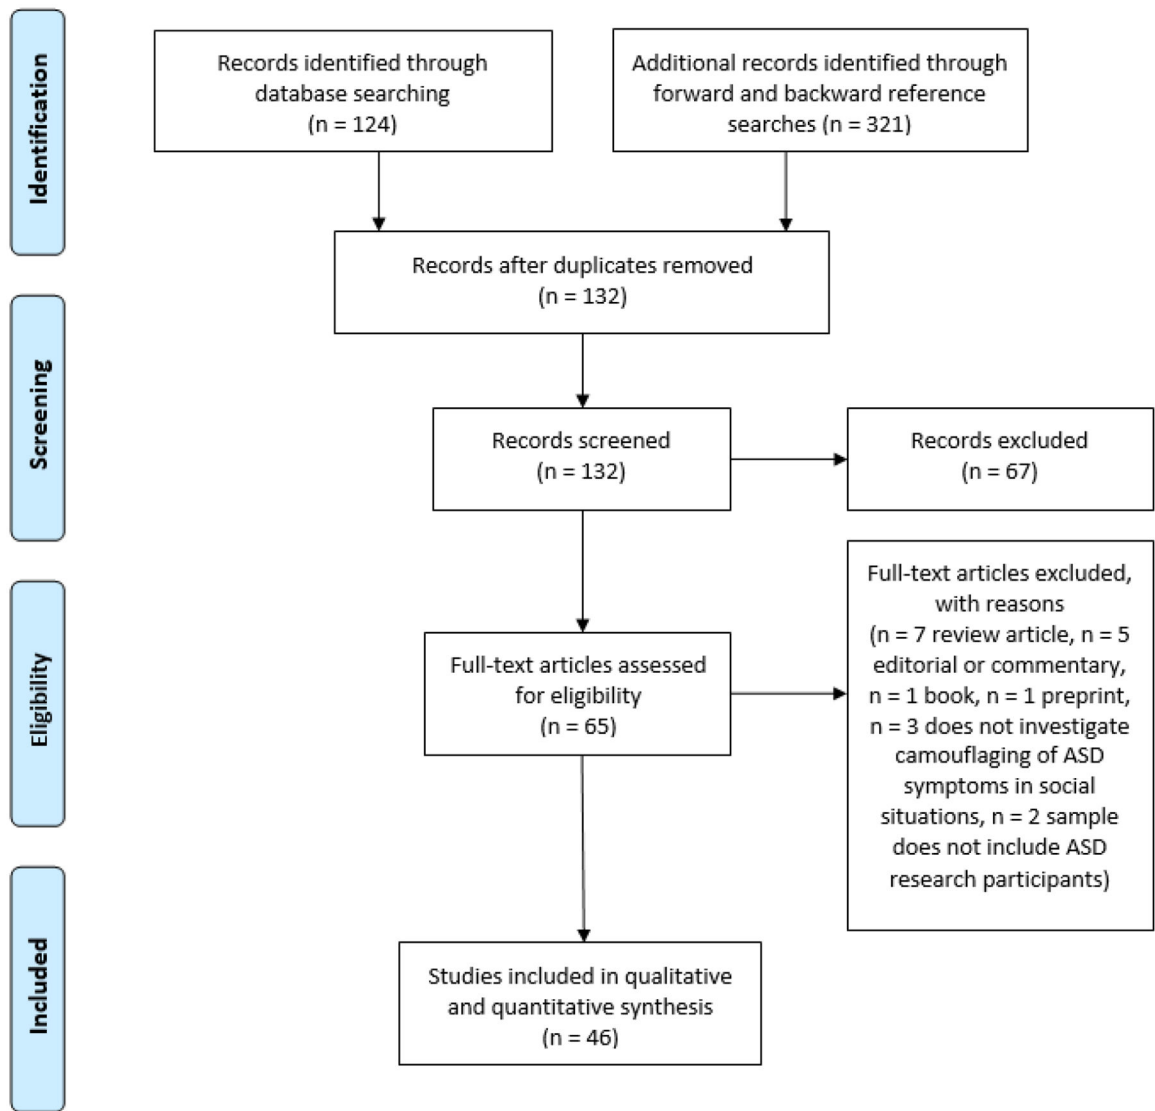 Identification
Records identified through
database searching
(n = 124)
Additional records identified through
forward and backward reference
searches (n = 321)
Records after duplicates removed
(n = 132)
Screening
Records screened
(n = 132)
Records excluded
(n = 67)
Eligibility
Full-text articles assessed
for eligibility
(n = 65)
Full-text articles excluded,
with reasons
(n = 7 review article, n = 5
editorial or commentary,
n = 1 book, n = 1 preprint,
n = 3 does not investigate
camouflaging of ASD
symptoms in social
situations, n = 2 sample
does not include ASD
research participants)
Included
Studies included in qualitative
and quantitative synthesis
(n = 46)